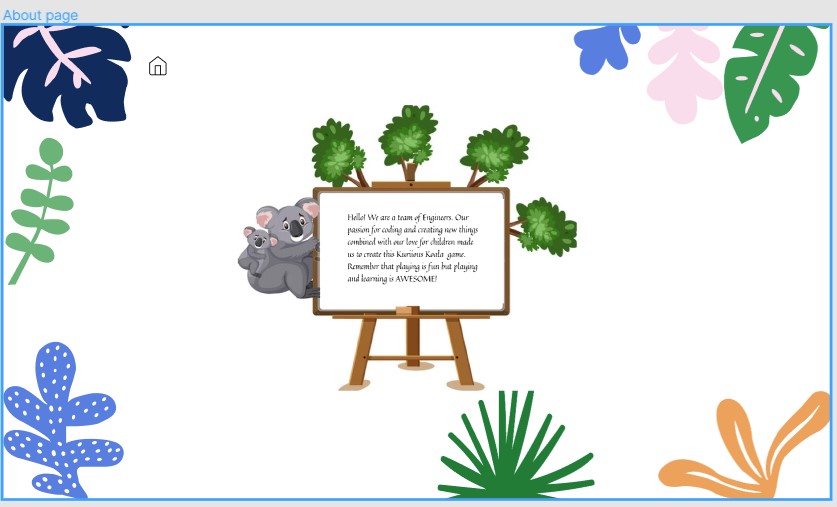 About page
Hello! We are a team of Engineers. Our
passion for coding and creating new things
combined with our love for children made
us to create this Kuriious Koala game.
Remember that playing is fun but playing
and learning is AWESOME!